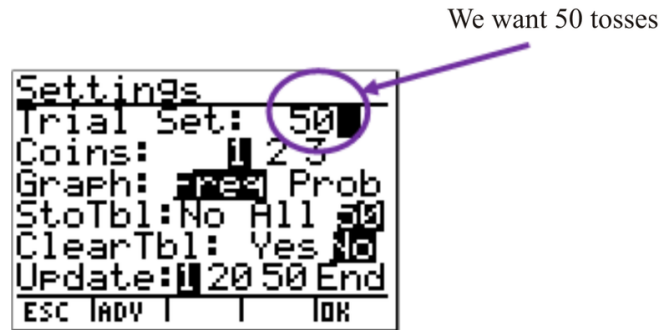 We want 50 tosses
Settings
Trial Set: 50
Coins: 1 2 3
Graph: Freq Prob
StoTbl:No All 50
ClearTbl: Yes No
Update:1 20 50 End
ESC ADV OK